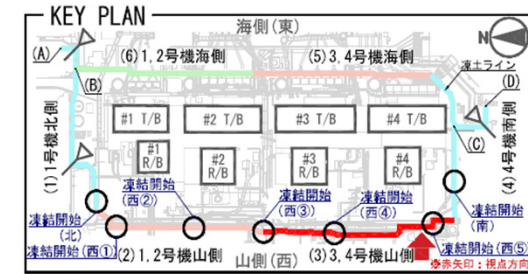 KEY PLAN
海側(東)
N
(A)
(6)1,2号機海側
(5)3,4号機海側
凍土ライン
(B)
(D)
#1 T/B
#2 T/B
#3 T/B
#4 T/B
(C)
(1)1号機北側
(4)4号機南側
#1
R/B
#2
R/B
#3
R/B
#4
R/B
凍結開始
(西②)
凍結開始
(西③)
凍結開始
(西④)
凍結開始
(北)
凍結開始
(南)
凍結開始(西①)
(2)1,2号機山側
(3)3,4号機山側
凍結開始(西⑤)
山側(西)
※赤矢印:視点方向